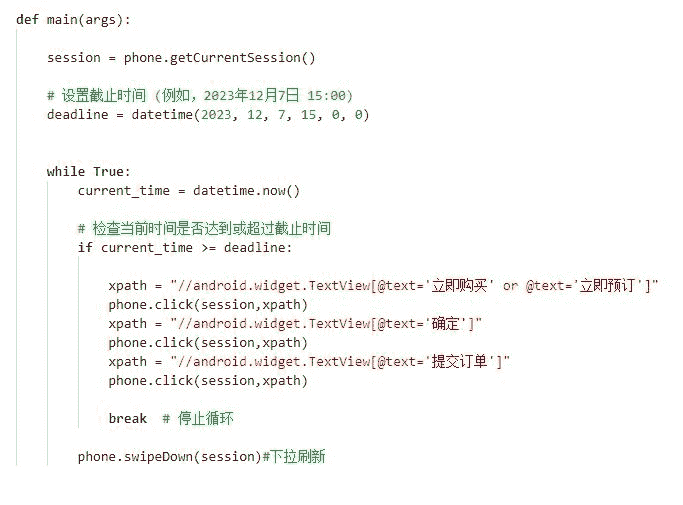 def main(args):
session = phone.getCurrentSession()
# 设置截止时间 (例如，2023年12月7日 15:00)
deadline = datetime(2023, 12, 7, 15, 0, 0)
while True:
current_time = datetime.now()
# 检查当前时间是否达到或超过截止时间
if current_time >= deadline:
xpath = "//android.widget.TextView[@text='立即购买' or @text='立即预订']"
phone.click(session,xpath)
xpath = "//android.widget.TextView[@text='确定']"
phone.click(session,xpath)
xpath = "//android.widget.TextView[@text='提交订单']"
phone.click(session,xpath)
break  # 停止循环
phone.swipeDown(session)#下拉刷新